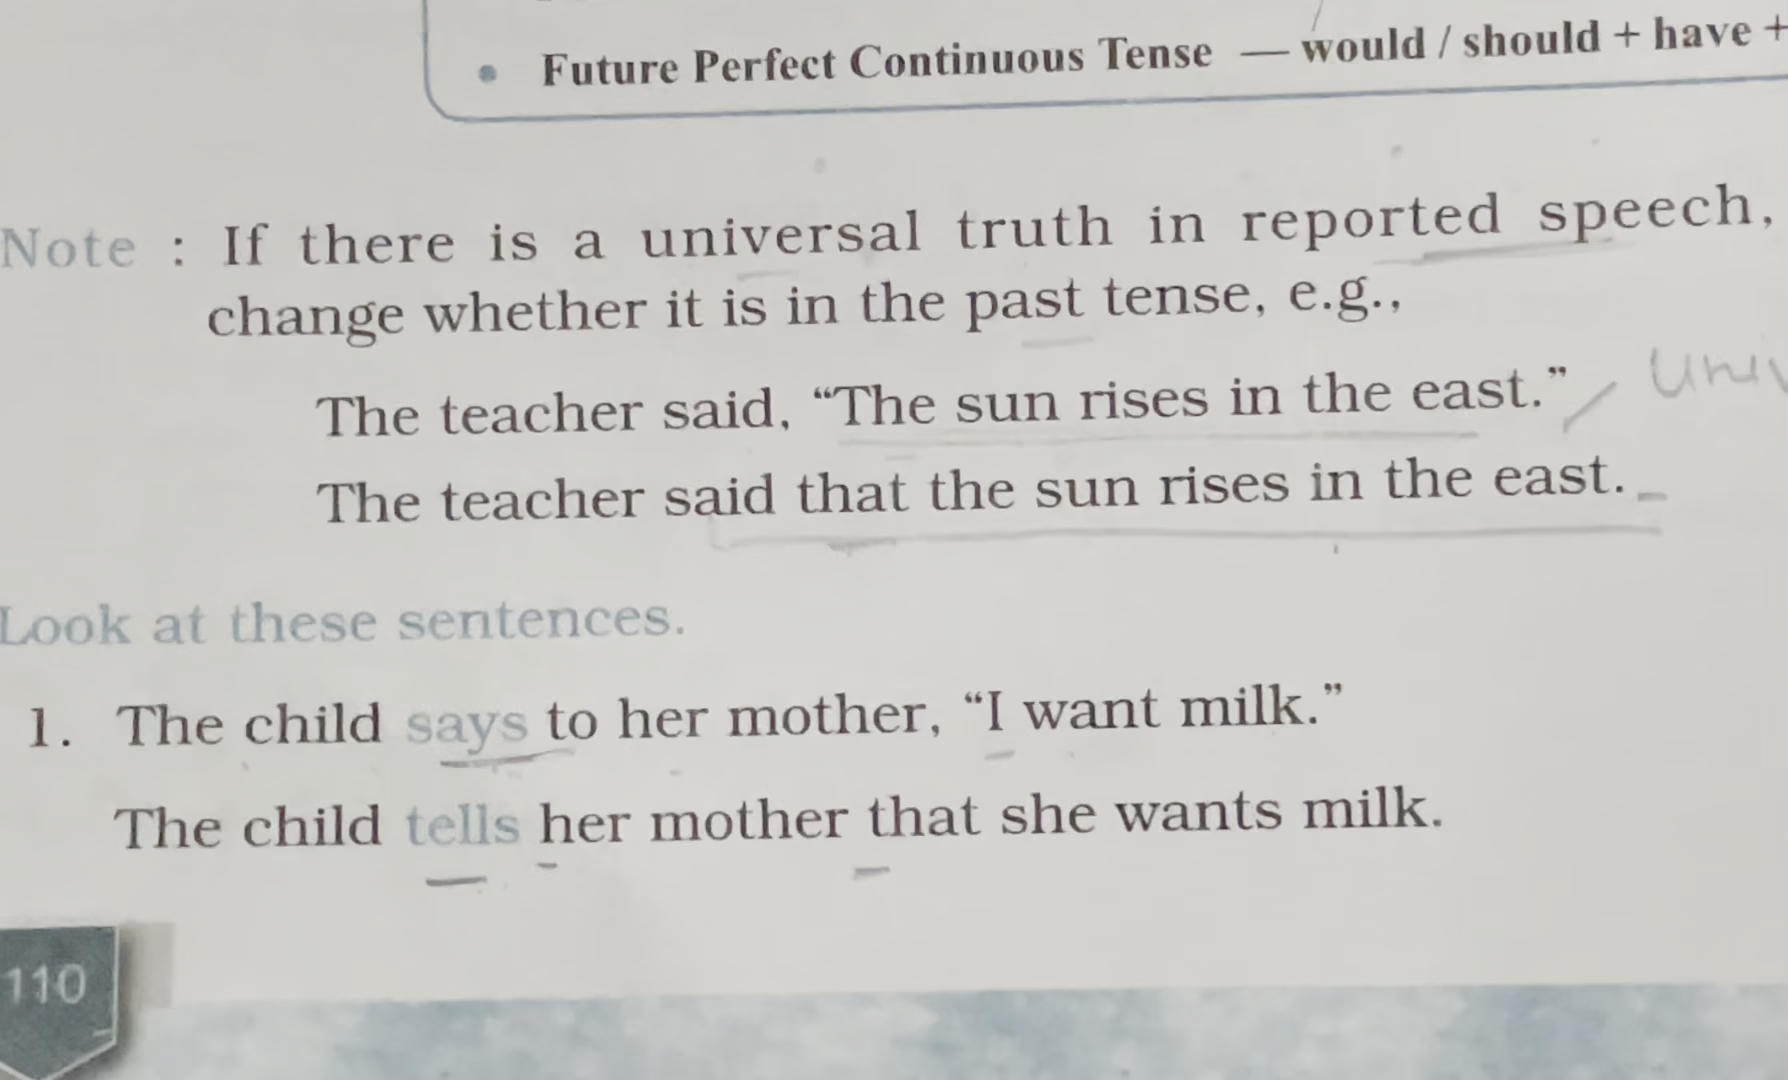 • Future Perfect Continuous Tense — would / should + have +
Note : If there is a universal truth in reported speech,
change whether it is in the past tense, e.g.,
The teacher said, “The sun rises in the east.”
The teacher said that the sun rises in the east.
Look at these sentences.
1. The child says to her mother, “I want milk.”
The child tells her mother that she wants milk.
110